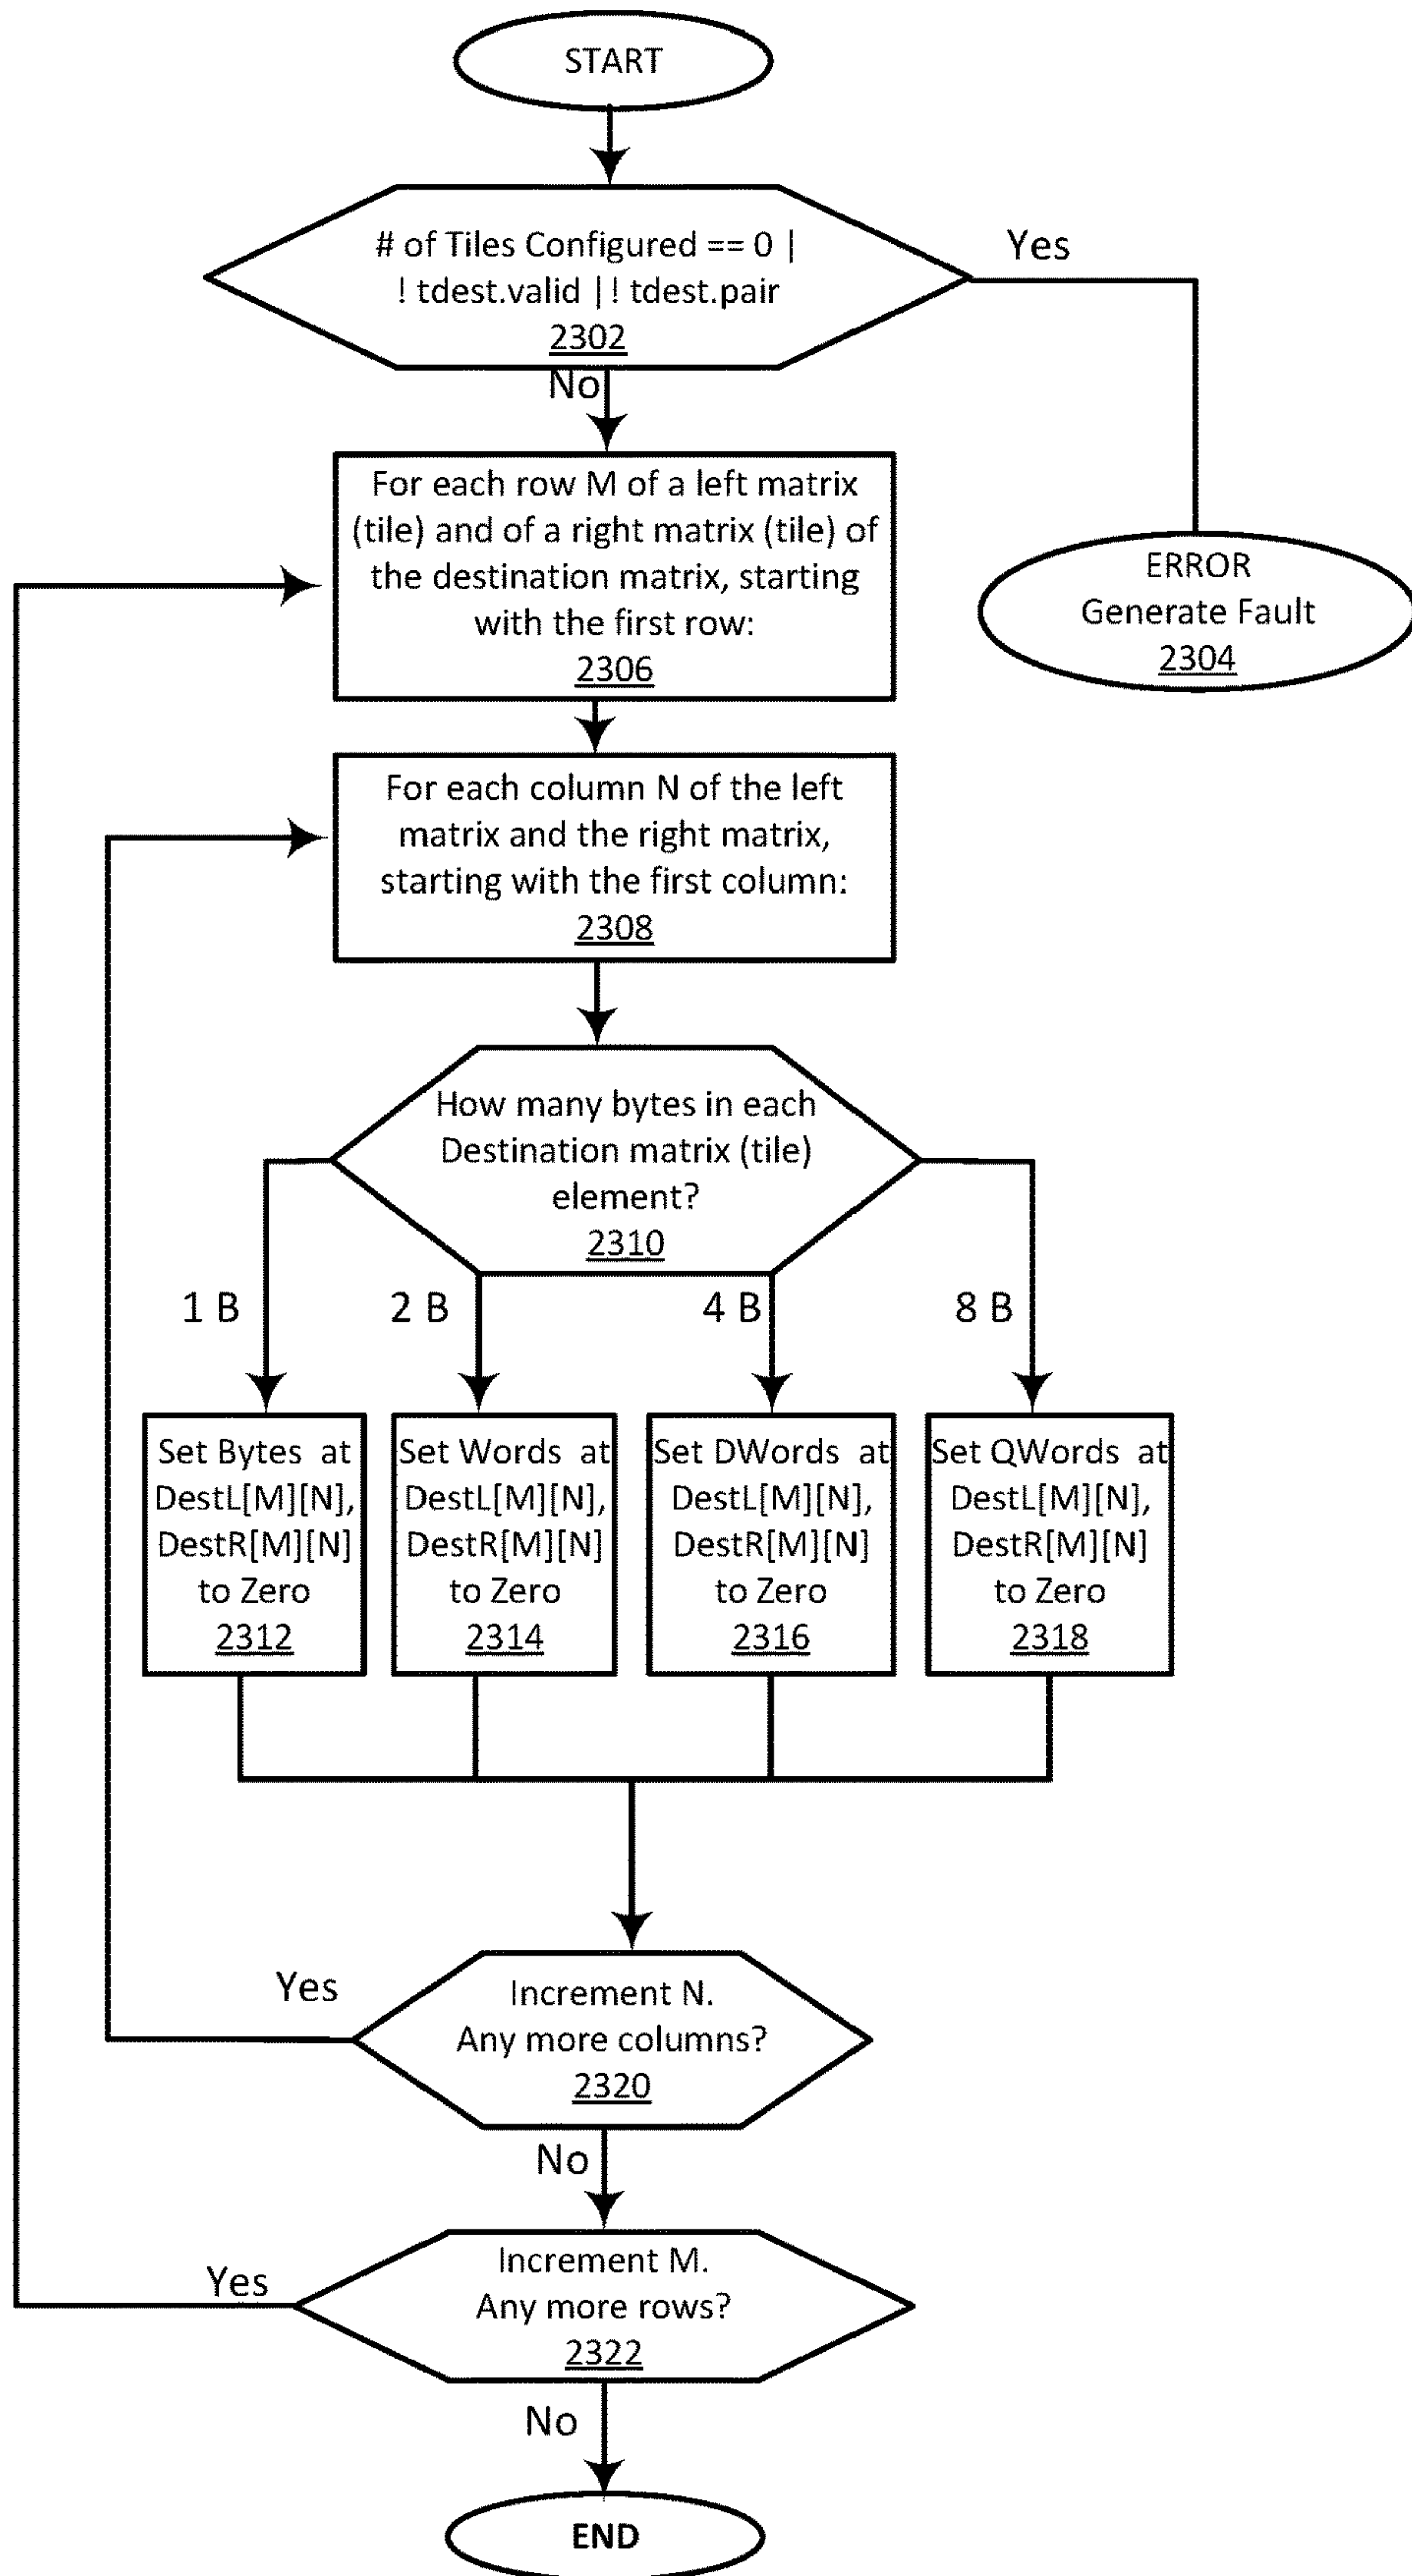 START
# of Tiles Configured == 0 |
! tdest.valid | ! tdest.pair
2302
Yes
No
For each row M of a left matrix
(tile) and of a right matrix (tile) of
the destination matrix, starting
with the first row:
2306
ERROR
Generate Fault
2304
For each column N of the left
matrix and the right matrix,
starting with the first column:
2308
How many bytes in each
Destination matrix (tile)
element?
2310
1 B
2 B
4 B
8 B
Set Bytes at
DestL[M][N],
DestR[M][N]
to Zero
2312
Set Words at
DestL[M][N],
DestR[M][N]
to Zero
2314
Set DWords at
DestL[M][N],
DestR[M][N]
to Zero
2316
Set QWords at
DestL[M][N],
DestR[M][N]
to Zero
2318
Yes
Increment N.
Any more columns?
2320
No
Yes
Increment M.
Any more rows?
2322
No
END